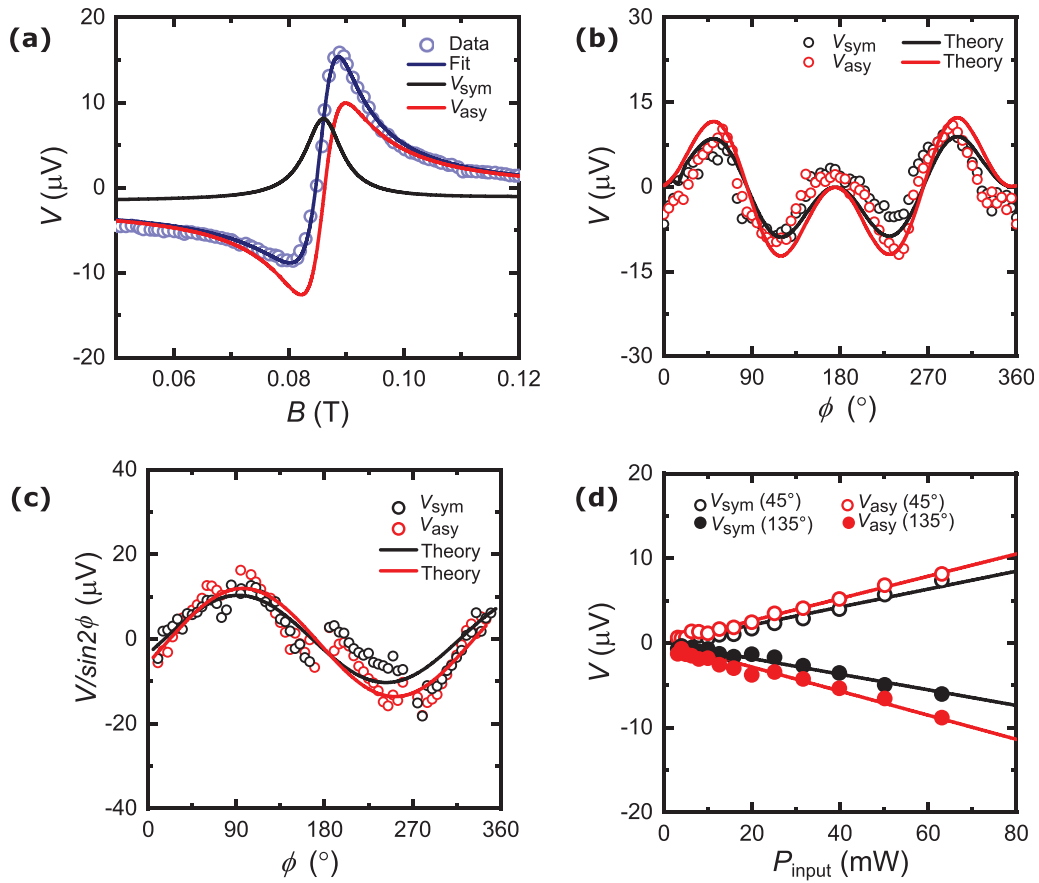 (a)
20
10
0
-10
-20
V (μV)
0.06
0.08
0.10
0.12
B (T)
Data
Fit
Vsym
Vasy
(b)
30
15
0
-15
-30
V (μV)
0
90
180
270
360
ϕ (°)
Vsym Theory
Vasy Theory
(c)
40
20
0
-20
-40
V/sin2ϕ (μV)
0
90
180
270
360
ϕ (°)
Vsym
Vasy
Theory
Theory
(d)
20
10
0
-10
-20
V (μV)
0
20
40
60
80
Pinput (mW)
Vsym (45°) Vasy (45°)
Vsym (135°) Vasy (135°)